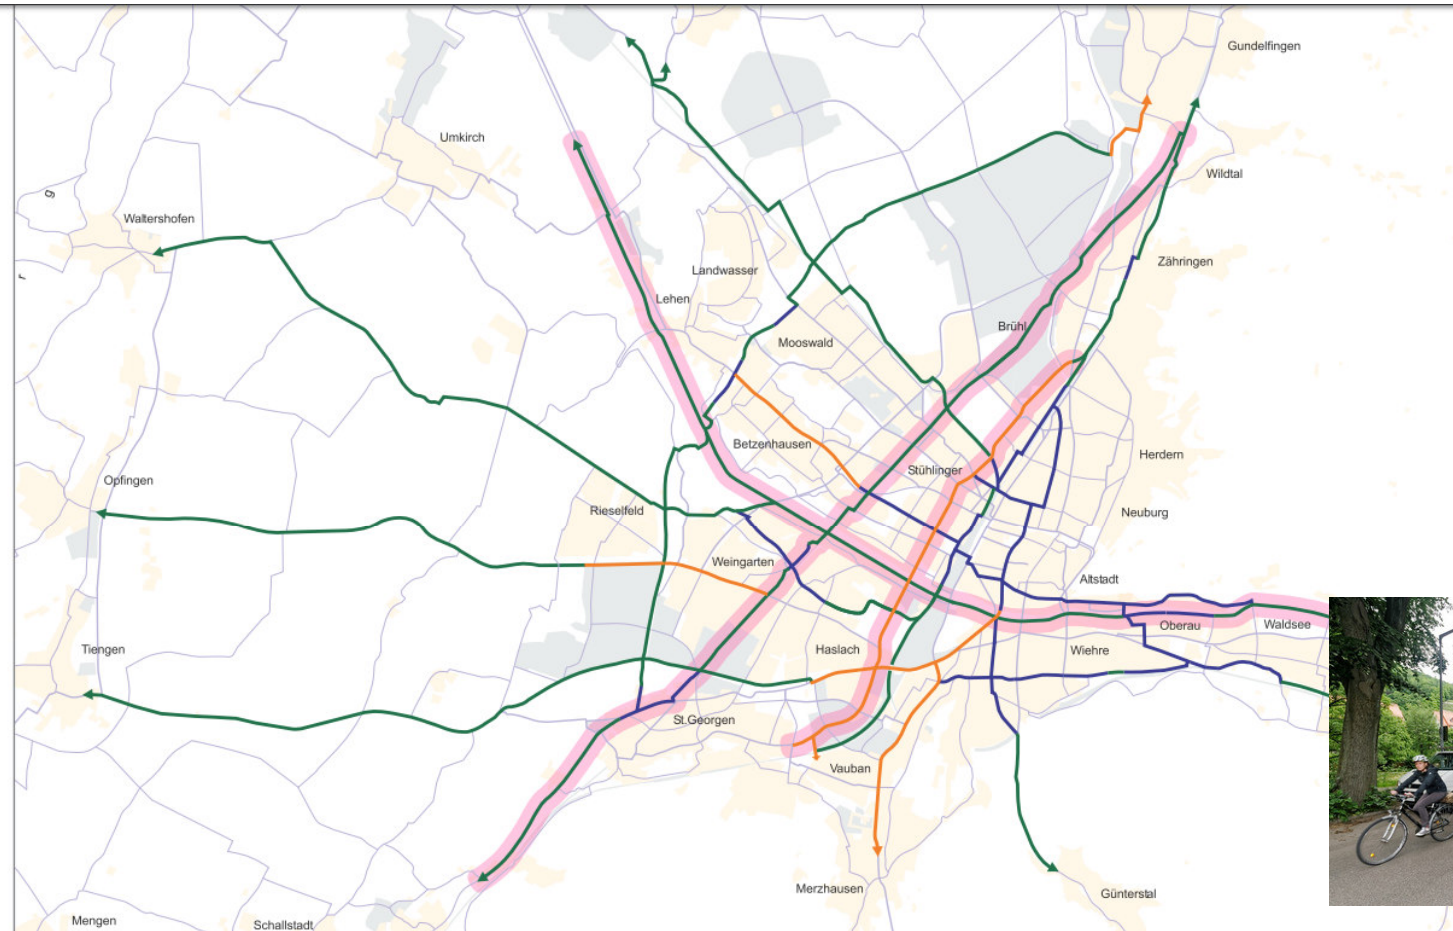 Gundelfingen
Umkirch
Wildtal
g
Waltershofen
Zähringen
r
Landwasser
Lehen
Brühl
Mooswald
Betzenhausen
Herdern
Stühlinger
Opfingen
Rieselfeld
Neuburg
Weingarten
Altstadt
Oberau
Waldsee
Tiengen
Haslach
Wiehre
St.Georgen
Vauban
Merzhausen
Günterstal
Mengen
Schallstadt